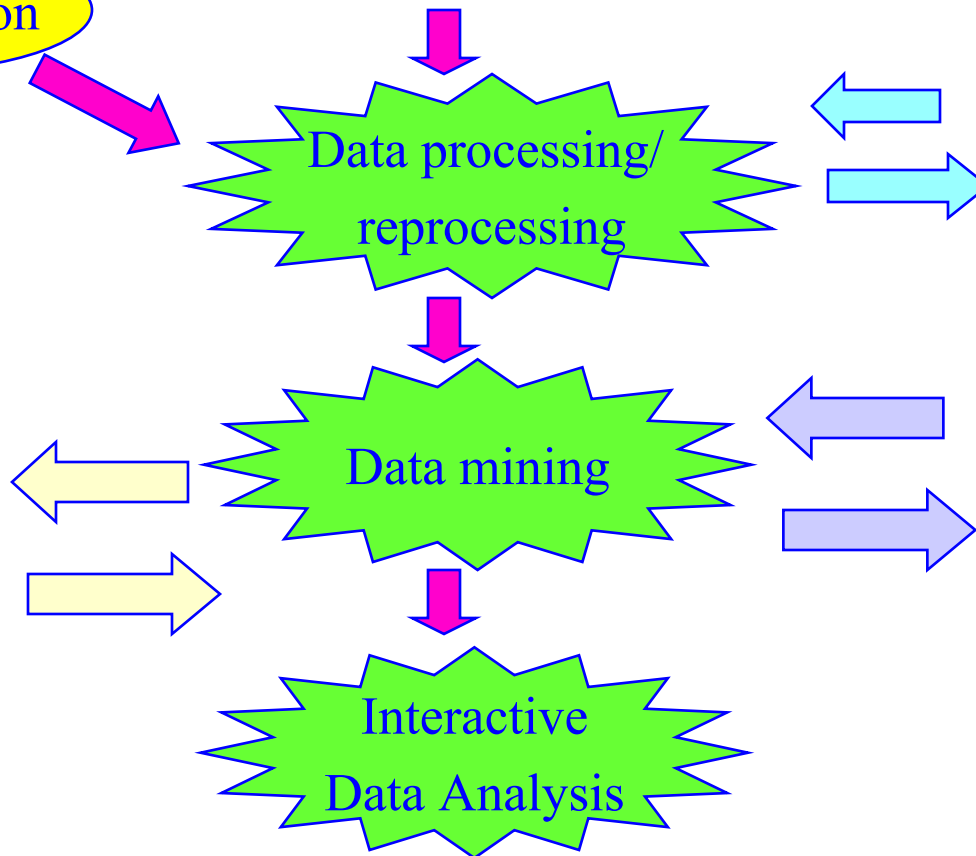 on
Data processing/
reprocessing
Data mining
Interactive
Data Analysis